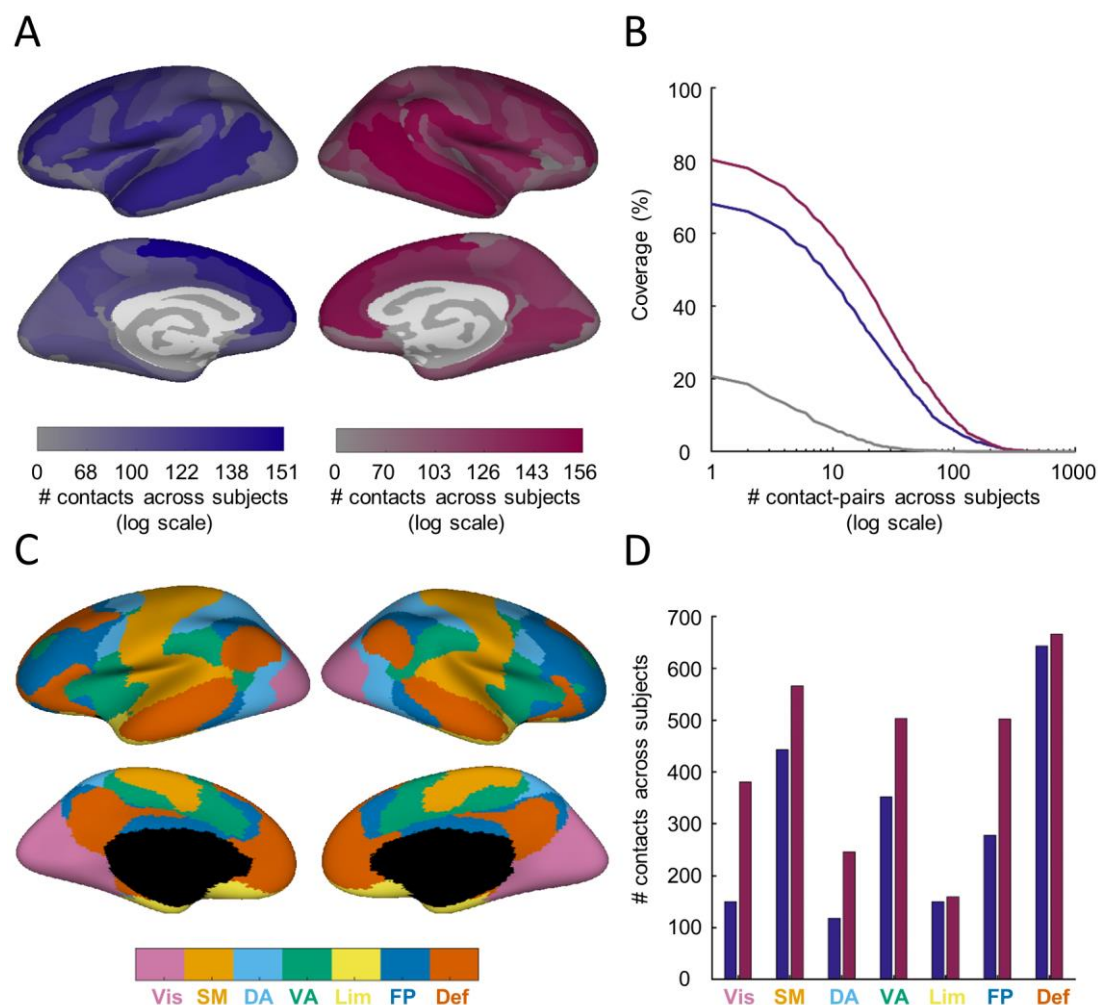 A
B
0 68 100 122 138 151
# contacts across subjects
(log scale)
0 70 103 126 143 156
# contacts across subjects
(log scale)
100
80
60
40
20
0
Coverage (%)
1 10 100 1000
# contact-pairs across subjects
(log scale)
C
D
Vis SM DA VA Lim FP Def
700
600
500
400
300
200
100
0
# contacts across subjects
Vis SM DA VA Lim FP Def